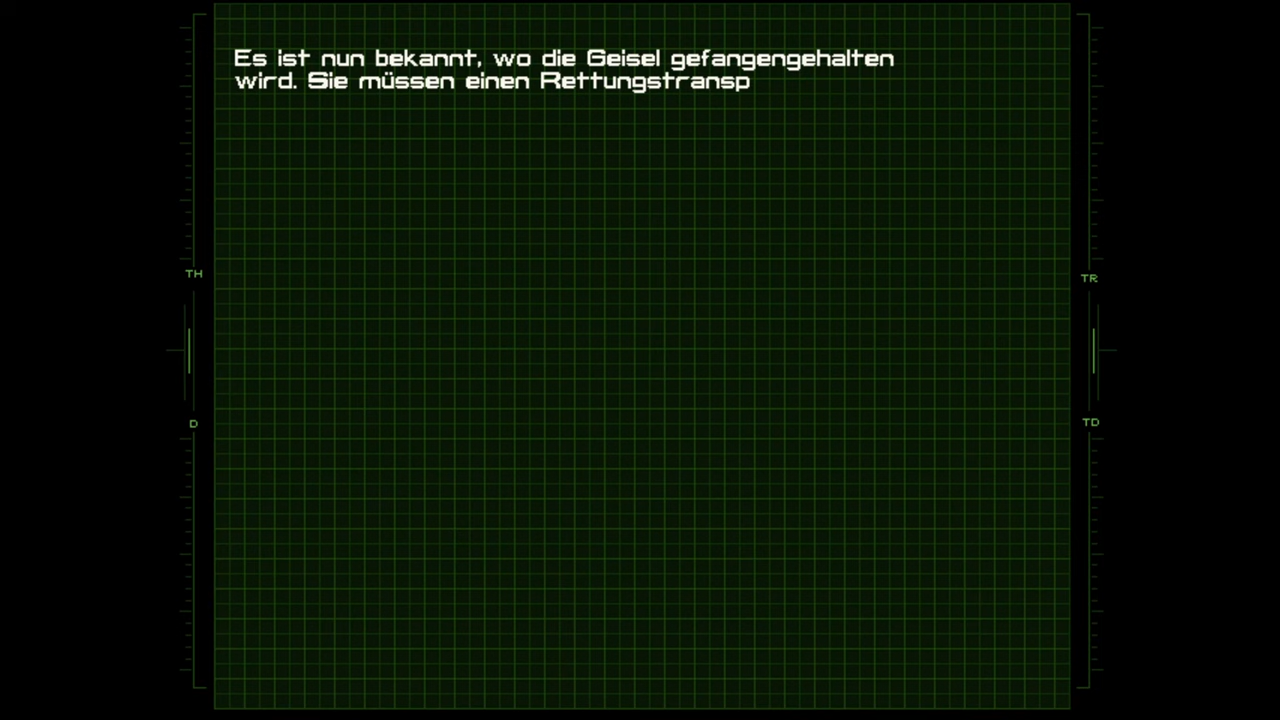 Es ist nun bekannt, wo die Geisel gefangengehalten
wird. Sie müssen einen Rettungstransp
TH
TR
D
TD